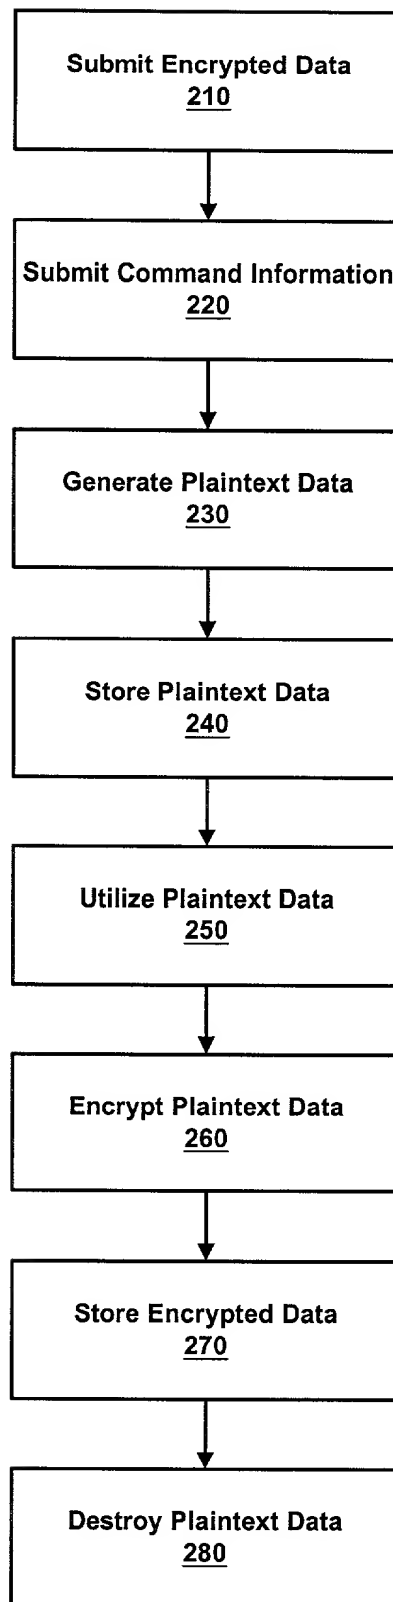 Submit Encrypted Data
210
Submit Command Information
220
Generate Plaintext Data
230
Store Plaintext Data
240
Utilize Plaintext Data
250
Encrypt Plaintext Data
260
Store Encrypted Data
270
Destroy Plaintext Data
280